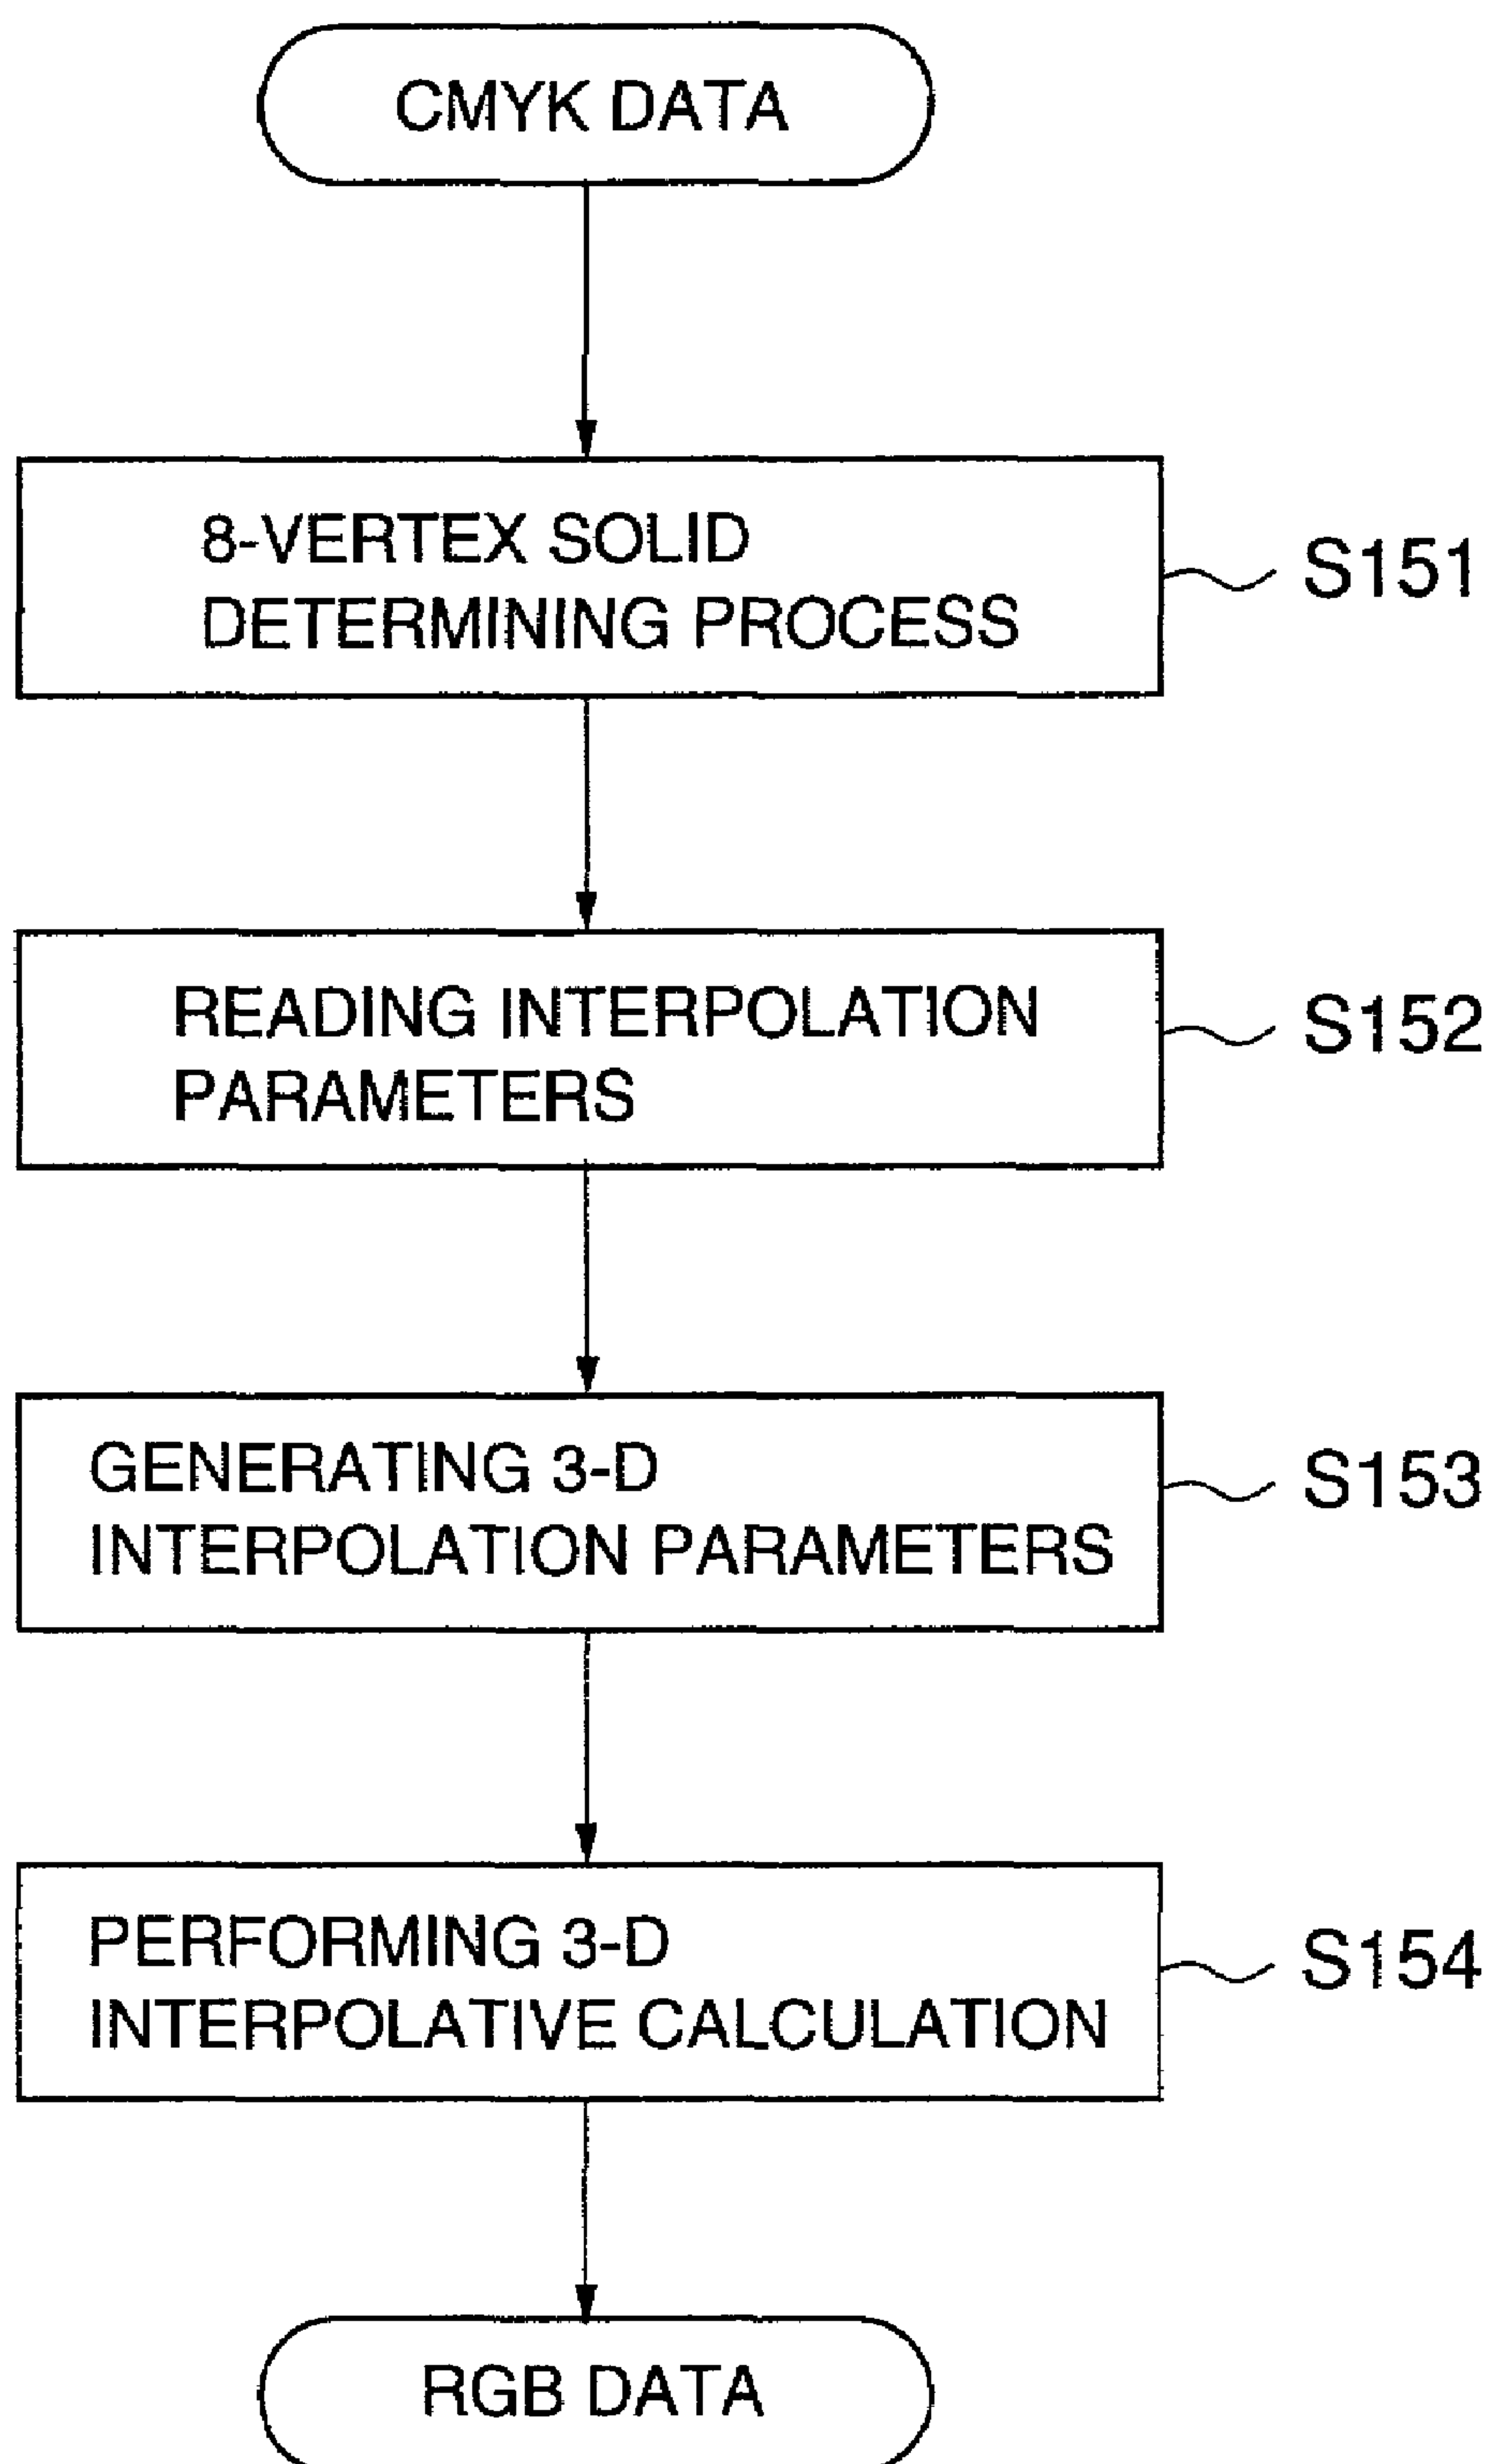 CMYK DATA
8-VERTEX SOLID
DETERMINING PROCESS
S151
READING INTERPOLATION
PARAMETERS
S152
GENERATING 3-D
INTERPOLATION PARAMETERS
S153
PERFORMING 3-D
INTERPOLATIVE CALCULATION
S154
RGB DATA